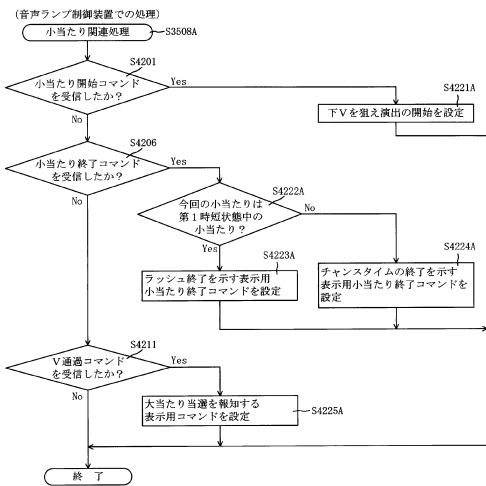 (音声ランプ制御装置での処理)
小当たり関連処理
S3508A
S4201
小当たり開始コマンド
を受信したか？
Yes
No
S4221A
下Vを狙え演出の開始を設定
S4206
小当たり終了コマンド
を受信したか？
Yes
No
S4222A
今回の小当たりは
第1時短状態中の
小当たり？
No
Yes
S4223A
ラッシュ終了を示す表示用
小当たり終了コマンドを設定
S4224A
チャンスタイムの終了を示す
表示用小当たり終了コマンドを
設定
S4211
V通過コマンド
を受信したか？
Yes
No
大当たり当選を報知する
表示用コマンドを設定
S4225A
終了